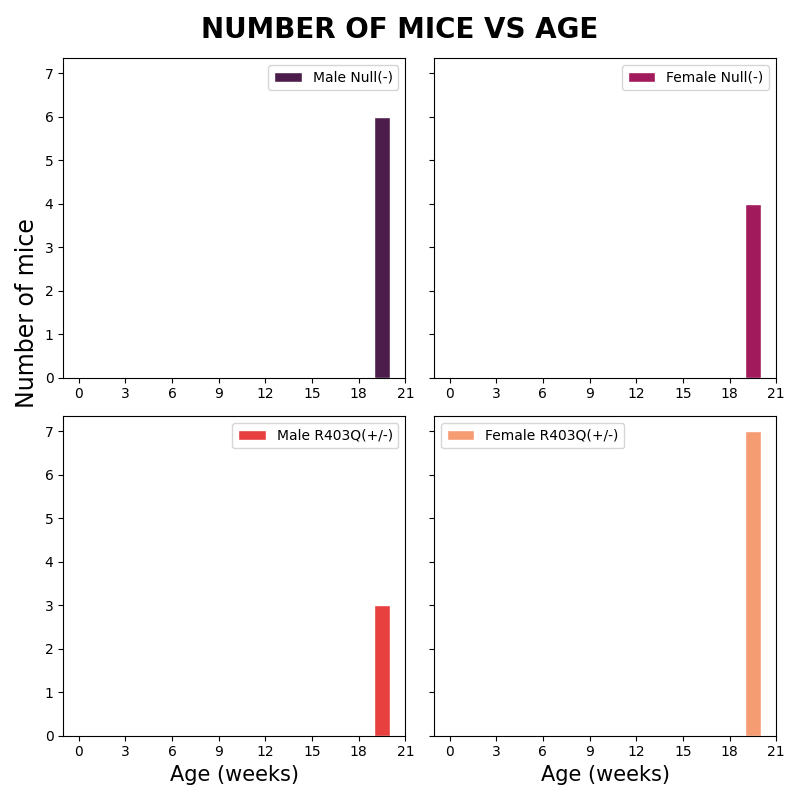 NUMBER OF MICE VS AGE
Number of mice
7
6
5
4
3
2
1
0
Male Null(-)
0 3 6 9 12 15 18 21
Female Null(-)
0 3 6 9 12 15 18 21
7
6
5
4
3
2
1
0
Male R403Q(+/-)
0 3 6 9 12 15 18 21
Age (weeks)
Female R403Q(+/-)
0 3 6 9 12 15 18 21
Age (weeks)